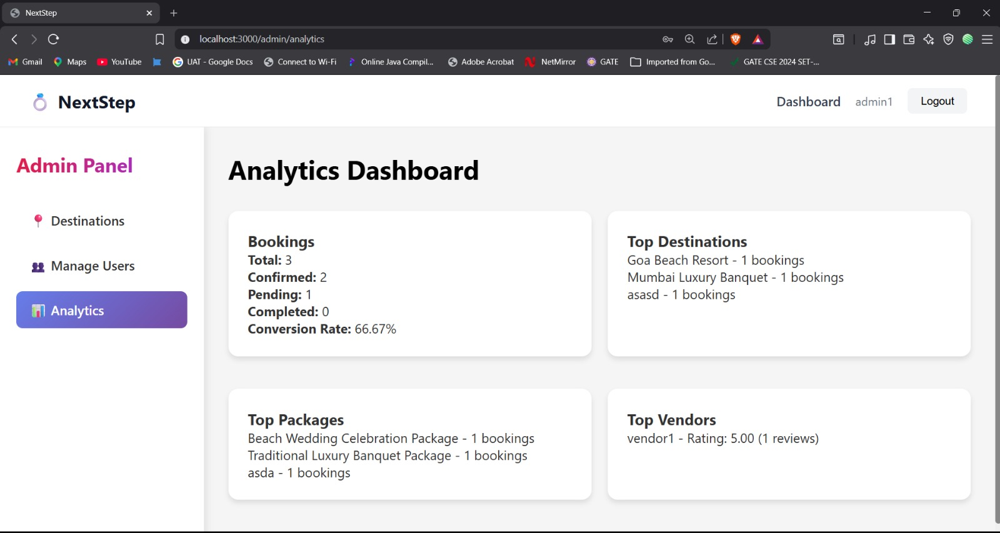 NextStep
localhost:3000/admin/analytics
Gmail
Maps
YouTube
UAT - Google Docs
Connect to Wi-Fi
Online Java Compil...
Adobe Acrobat
NetMirror
GATE
Imported from Go...
GATE CSE 2024 SET-...
NextStep
Dashboard
admin1
Logout
Admin Panel
Destinations
Manage Users
Analytics
Analytics Dashboard
Bookings
Total: 3
Confirmed: 2
Pending: 1
Completed: 0
Conversion Rate: 66.67%
Top Destinations
Goa Beach Resort - 1 bookings
Mumbai Luxury Banquet - 1 bookings
asasd - 1 bookings
Top Packages
Beach Wedding Celebration Package - 1 bookings
Traditional Luxury Banquet Package - 1 bookings
asda - 1 bookings
Top Vendors
vendor1 - Rating: 5.00 (1 reviews)